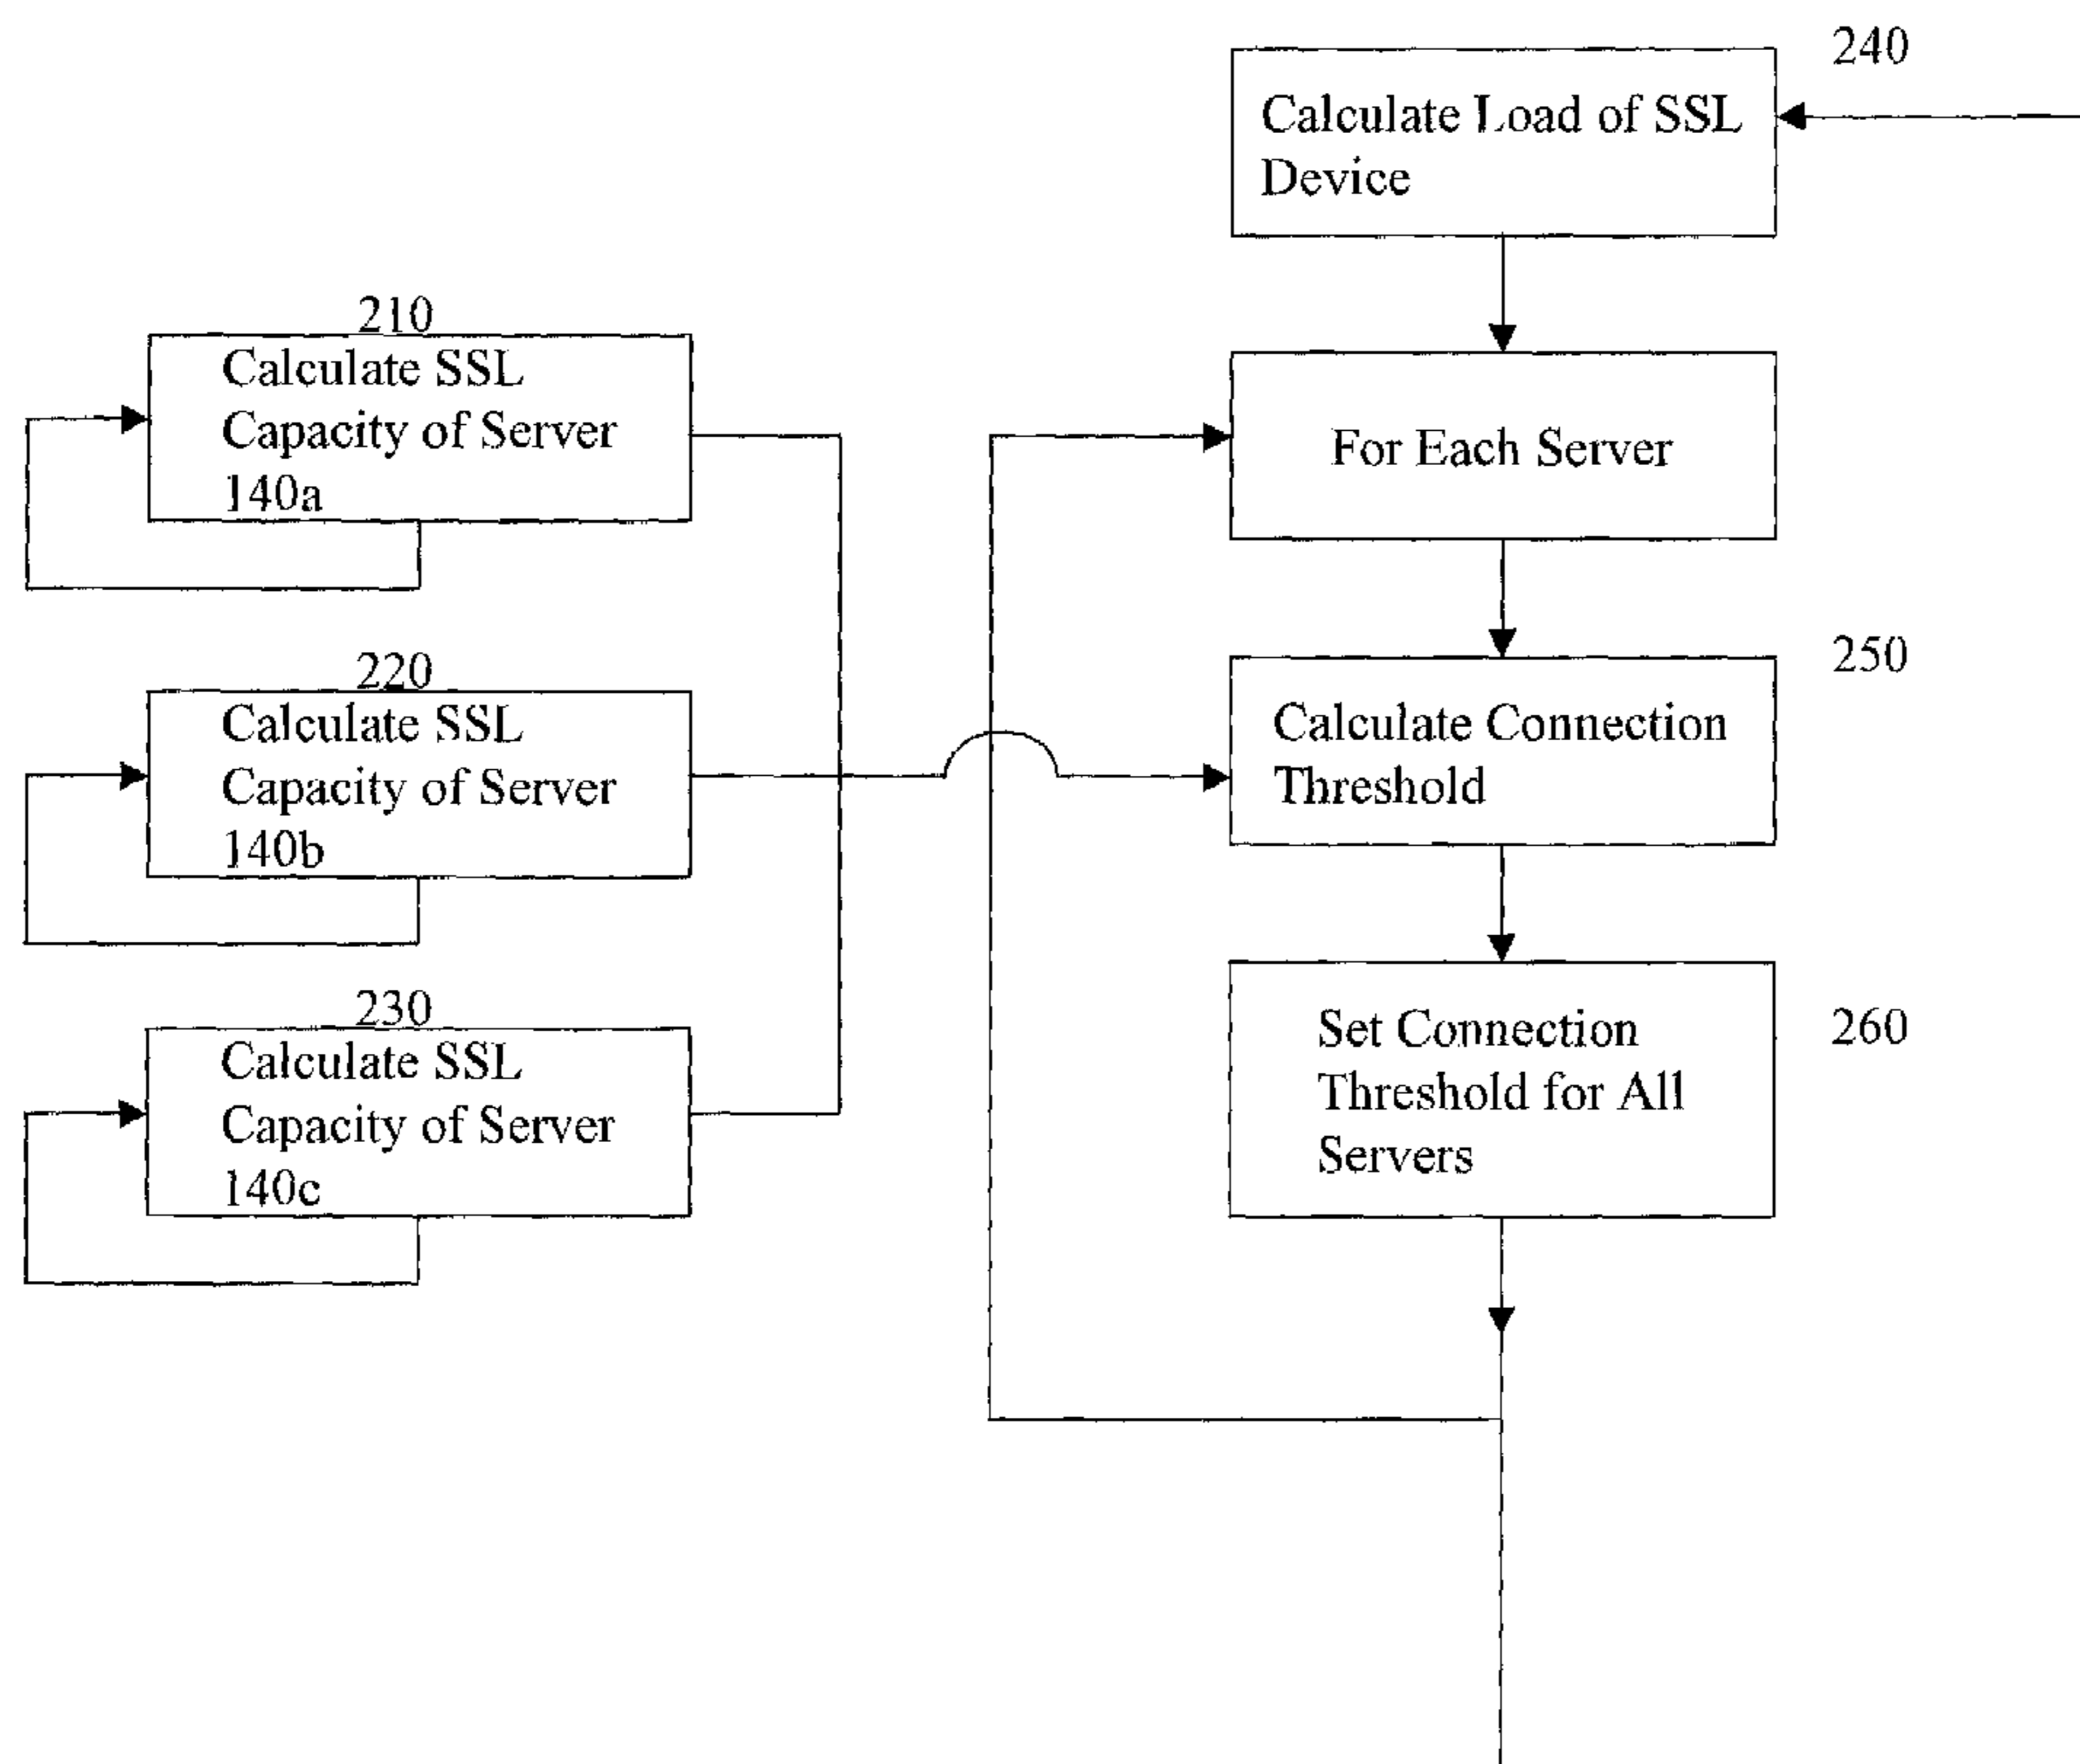 240
Calculate Load of SSL
Device
210
Calculate SSL
Capacity of Server
140a
For Each Server
220
Calculate SSL
Capacity of Server
140b
250
Calculate Connection
Threshold
230
Calculate SSL
Capacity of Server
140c
260
Set Connection
Threshold for All
Servers